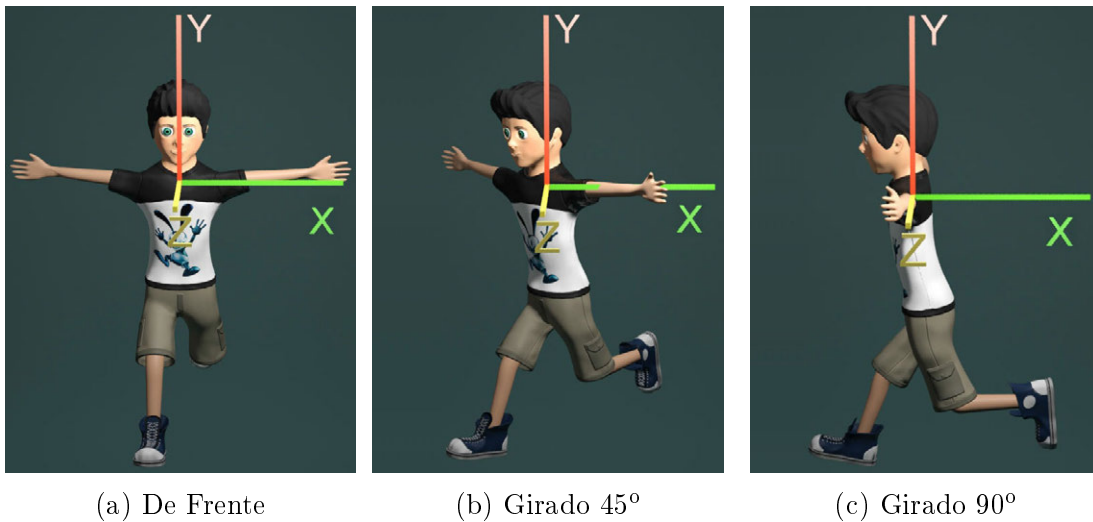 Y
X
Z
Y
X
Z
Y
X
Z
(a) De Frente
(b) Girado 45º
(c) Girado 90º